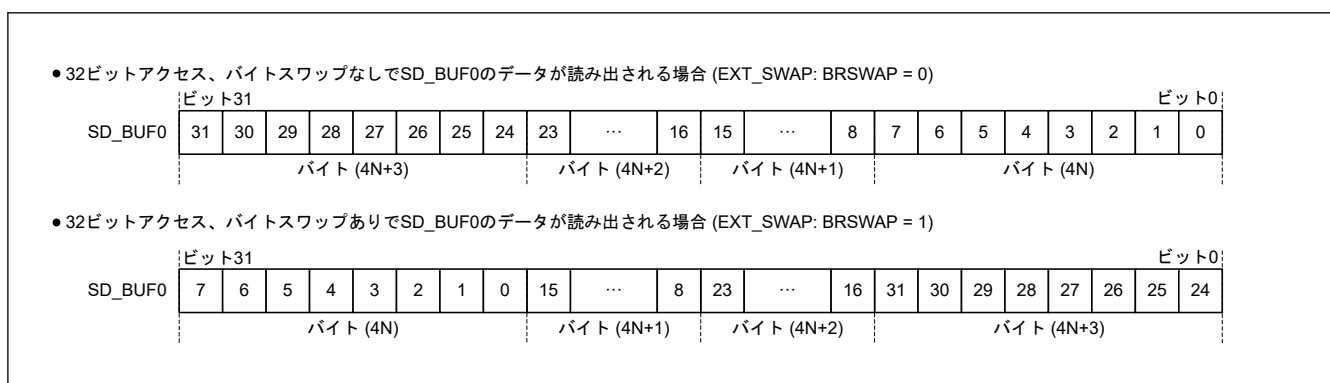 ● 32ビットアクセス、バイトスワップなしでSD_BUF0のデータが読み出される場合 (EXT_SWAP: BRSWAP = 0)
ビット31 ビット0
SD_BUF0 31 30 29 28 27 26 25 24 23 … 16 15 … 8 7 6 5 4 3 2 1 0
バイト (4N+3) バイト (4N+2) バイト (4N+1) バイト (4N)
● 32ビットアクセス、バイトスワップありでSD_BUF0のデータが読み出される場合 (EXT_SWAP: BRSWAP = 1)
ビット31 ビット0
SD_BUF0 7 6 5 4 3 2 1 0 15 … 8 23 … 16 31 30 29 28 27 26 25 24
バイト (4N) バイト (4N+1) バイト (4N+2) バイト (4N+3)